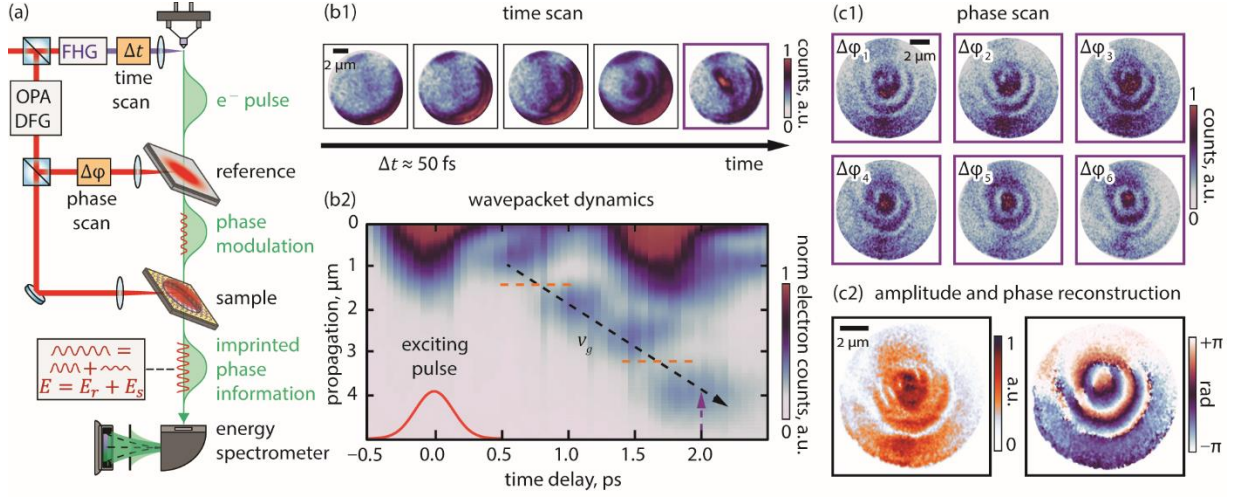 (a)
FHG
Δt
time
scan
OPA
DFG
e⁻ pulse
Δφ
phase
scan
reference
phase
modulation
sample
= 
+
E = Eᵣ + Eₛ
imprinted
phase
information
energy
spectrometer
(b1)
time scan
2 μm
1
counts, a.u.
0
Δt ≈ 50 fs
time
(b2)
wavepacket dynamics
0
1
2
3
4
propagation, μm
exciting
pulse
v_g
−0.5
0.0
0.5
1.0
1.5
2.0
time delay, ps
1
norm electron counts, a.u.
0
(c1)
phase scan
Δφ₁
2 μm
Δφ₂
Δφ₃
Δφ₄
Δφ₅
Δφ₆
1
counts, a.u.
0
(c2)
amplitude and phase reconstruction
2 μm
1
a.u.
0
+π
rad
−π